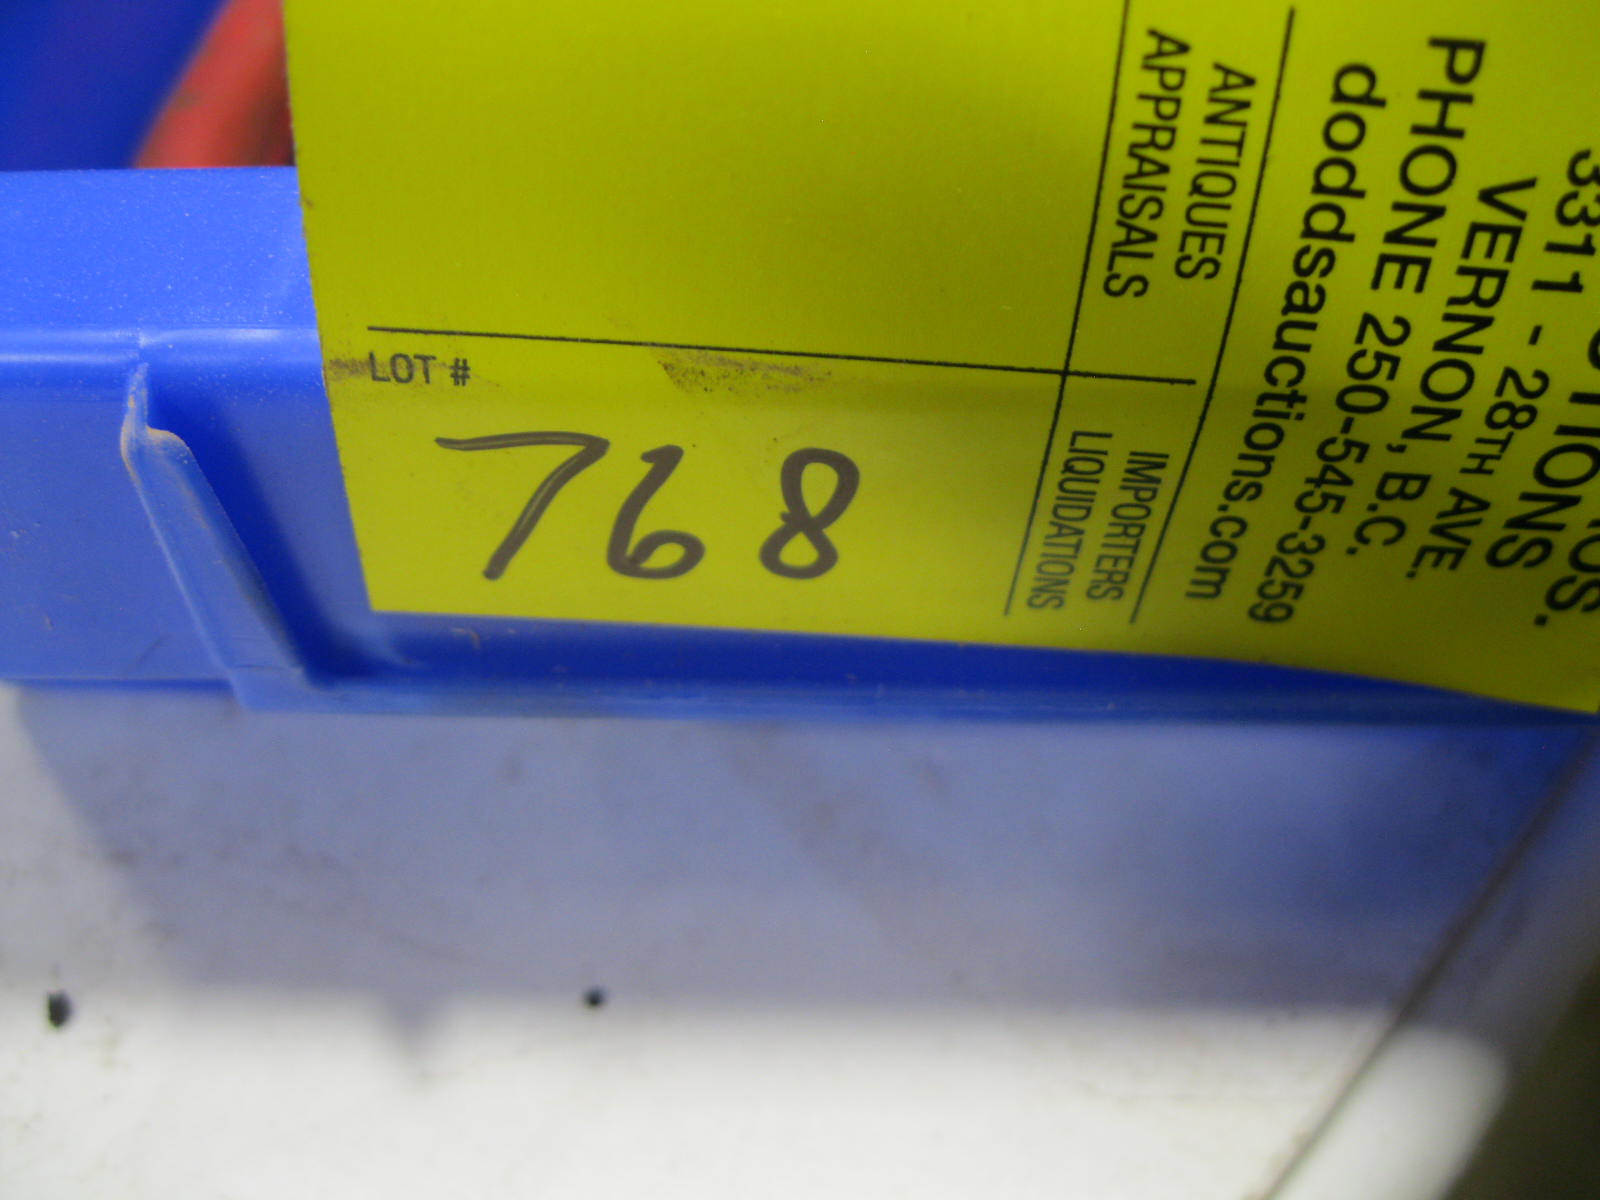 3311 - 28TH AVE.
VERNON, B.C.
PHONE 250-545-3259
doddsauctions.com
ANTIQUES
APPRAISALS
IMPORTERS
LIQUIDATIONS
LOT #
768